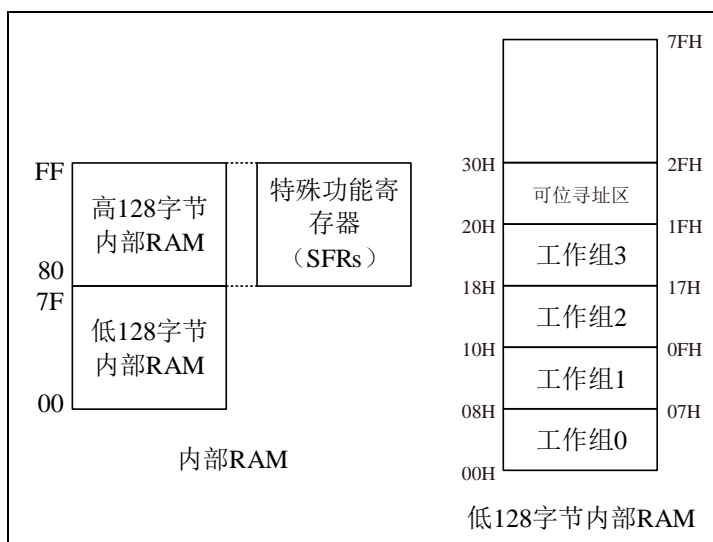 FF
高128字节
内部RAM
80
7F
低128字节
内部RAM
00
特殊功能寄
存器
（SFRs）
内部RAM
7FH
30H
2FH
可位寻址区
20H
1FH
工作组3
18H
17H
工作组2
10H
0FH
工作组1
08H
07H
工作组0
00H
低128字节内部RAM